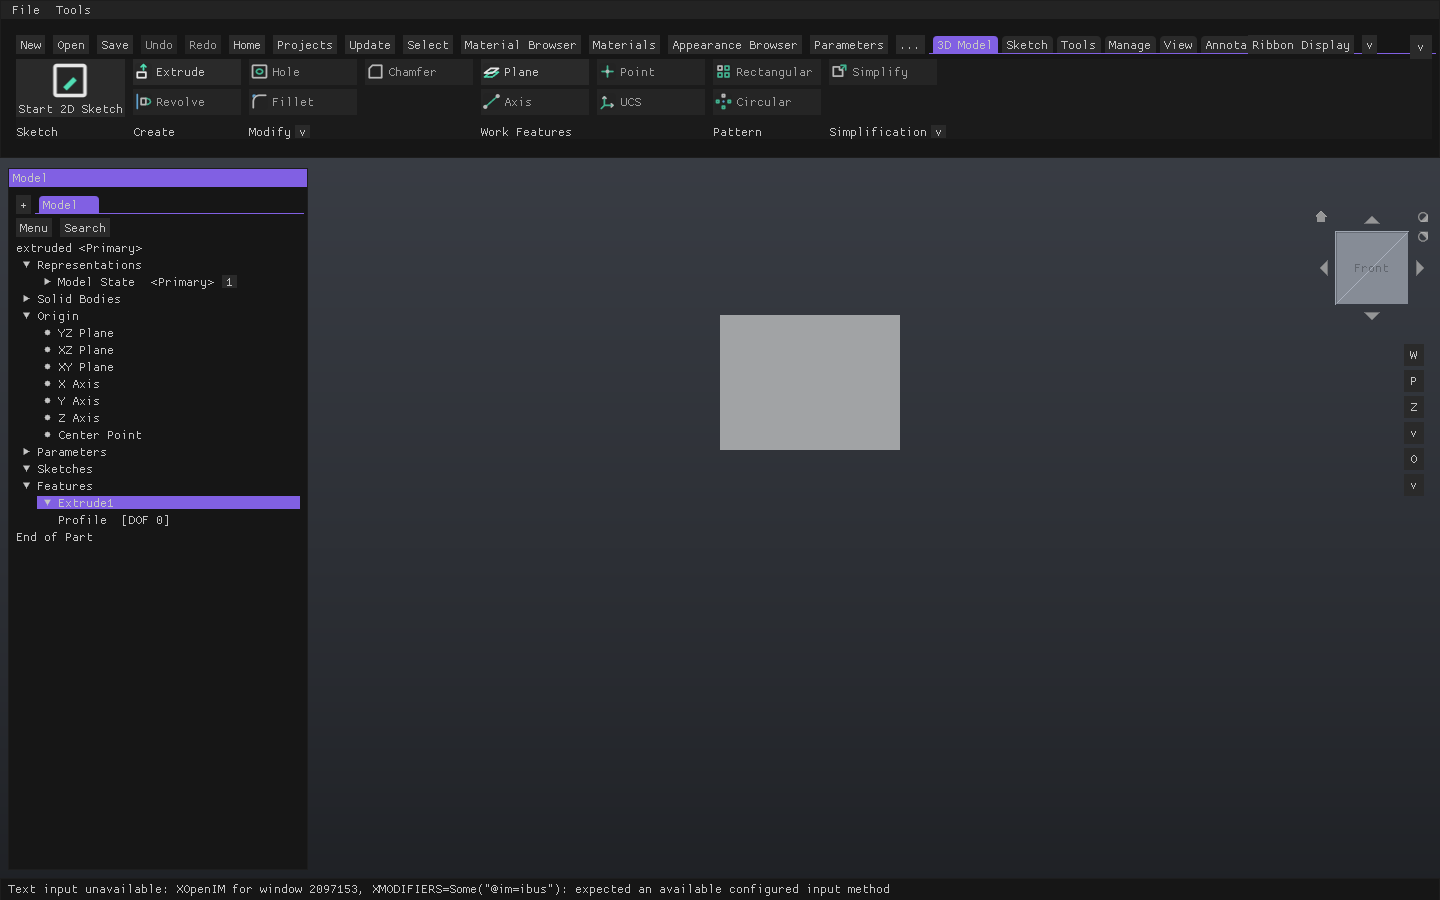 File Tools
New Open Save Undo Redo Home Projects Update Select Material Browser Materials Appearance Browser Parameters ... 3D Model Sketch Tools Manage View Annota Ribbon Display v v
Extrude Hole Chamfer Plane Point Rectangular Simplify
Revolve Fillet Axis UCS Circular
Start 2D Sketch
Sketch Create Modify v Work Features Pattern Simplification v
Model
+ Model
Menu Search
extruded <Primary>
Representations
Model State <Primary> 1
Solid Bodies
Origin
YZ Plane
XZ Plane
XY Plane
X Axis
Y Axis
Z Axis
Center Point
Parameters
Sketches
Features
Extrude1
Profile [DOF 0]
End of Part
Front
W
P
Z
v
O
v
Text input unavailable: XOpenIM for window 2097153, XMODIFIERS=Some("@im=ibus"): expected an available configured input method